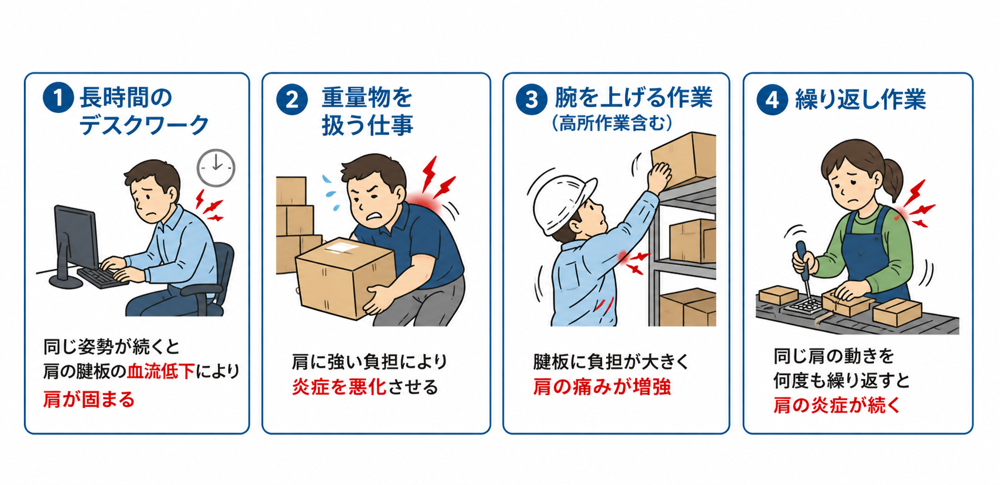 1 長時間の
デスクワーク
同じ姿勢が続くと
肩の腱板の血流低下により
肩が固まる
2 重量物を
扱う仕事
肩に強い負担により
炎症を悪化させる
3 腕を上げる作業
（高所作業含む）
腱板に負担が大きく
肩の痛みが増強
4 繰り返し作業
同じ肩の動きを
何度も繰り返すと
肩の炎症が続く